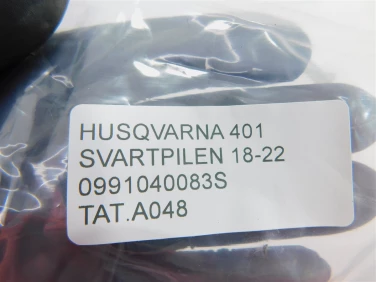 HUSQVARNA 401
SVARTPILEN 18-22
0991040083S
TAT.A048